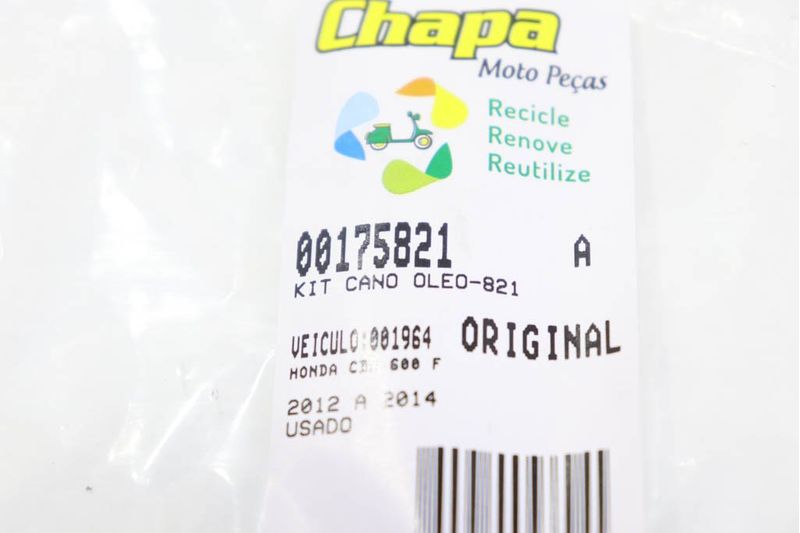 Chapa
Moto Peças
Recicle
Renove
Reutilize
00175821 A
KIT CANO OLEO-821
VEICULO:001964 ORIGINAL
HONDA 600 F
2012 A 2014
USADO